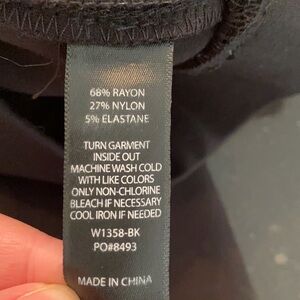 68% RAYON
27% NYLON
5% ELASTANE
TURN GARMENT
INSIDE OUT
MACHINE WASH COLD
WITH LIKE COLORS
ONLY NON-CHLORINE
BLEACH IF NECESSARY
COOL IRON IF NEEDED
W1358-BK
PO#8493
MADE IN CHINA